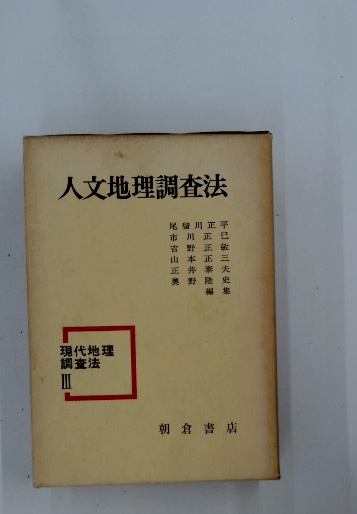 人文地理調査法
尾留川正平
市川正巳
吉野正敏
山本正三
正井泰夫
奥野隆史
編集
現代地理
調査法
III
朝倉書店